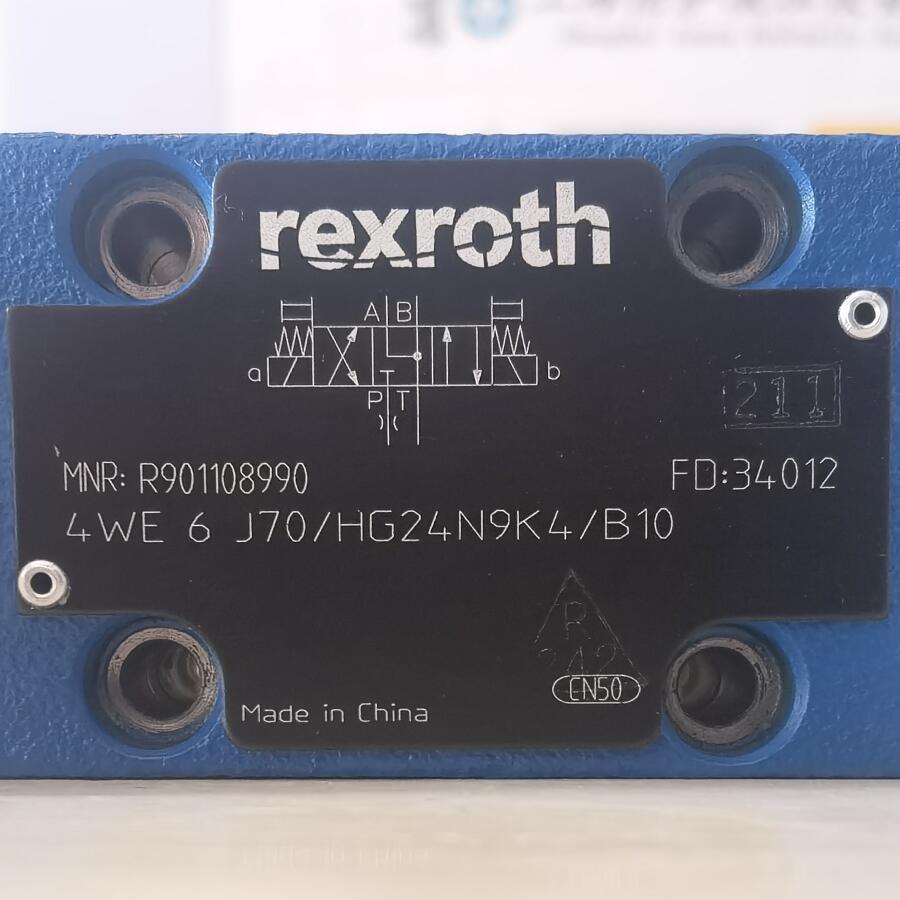 rexroth
A B
a b
P T
211
MNR: R901108990 FD:34012
4WE 6 J70/HG24N9K4/B10
R
242
EN50
Made in China